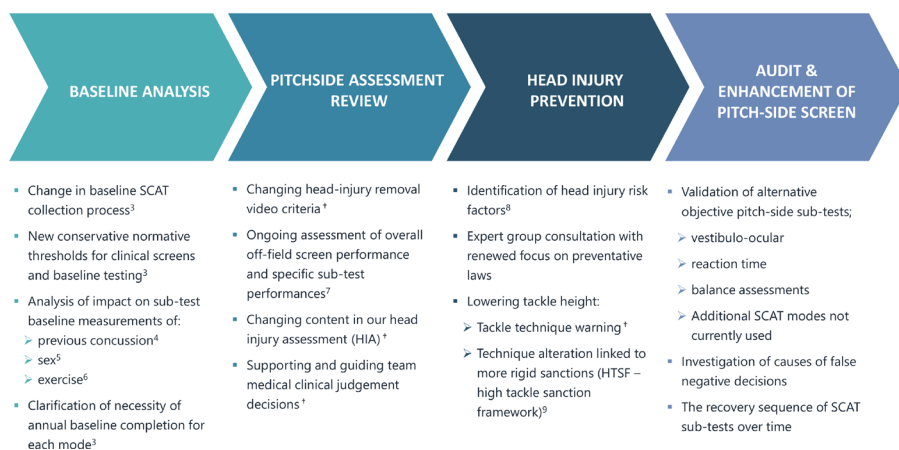 BASELINE ANALYSIS
PITCHSIDE ASSESSMENT
REVIEW
HEAD INJURY
PREVENTION
AUDIT &
ENHANCEMENT OF
PITCH-SIDE SCREEN
▪ Change in baseline SCAT
collection process³
▪ New conservative normative
thresholds for clinical screens
and baseline testing³
▪ Analysis of impact on sub-test
baseline measurements of:
➢ previous concussion⁴
➢ sex⁵
➢ exercise⁶
▪ Clarification of necessity of
annual baseline completion for
each mode³
▪ Changing head-injury removal
video criteria†
▪ Ongoing assessment of overall
off-field screen performance
and specific sub-test
performances⁷
▪ Changing content in our head
injury assessment (HIA)†
▪ Supporting and guiding team
medical clinical judgement
decisions†
▪ Identification of head injury risk
factors⁸
▪ Expert group consultation with
renewed focus on preventative
laws
▪ Lowering tackle height:
➢ Tackle technique warning†
➢ Technique alteration linked to
more rigid sanctions (HTSF –
high tackle sanction
framework)⁹
▪ Validation of alternative
objective pitch-side sub-tests;
➢ vestibulo-ocular
➢ reaction time
➢ balance assessments
➢ Additional SCAT modes not
currently used
▪ Investigation of causes of false
negative decisions
▪ The recovery sequence of SCAT
sub-tests over time